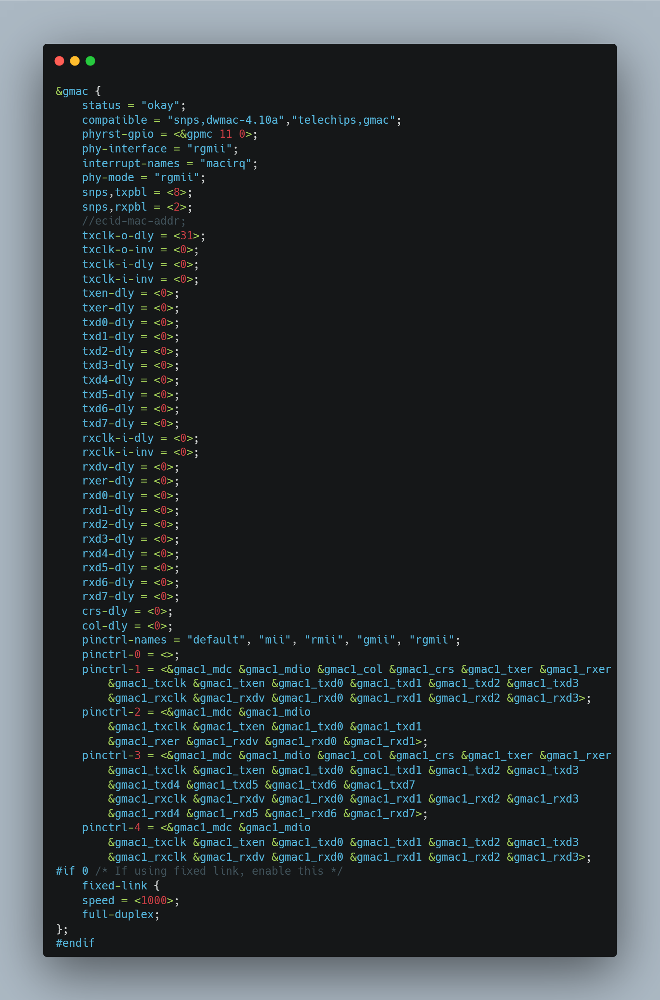 &gmac {
    status = "okay";
    compatible = "snps,dwmac-4.10a","telechips,gmac";
    phyrst-gpio = <&gpmc 11 0>;
    phy-interface = "rgmii";
    interrupt-names = "macirq";
    phy-mode = "rgmii";
    snps,txpbl = <8>;
    snps,rxpbl = <2>;
    //ecid-mac-addr;
    txclk-o-dly = <31>;
    txclk-o-inv = <0>;
    txclk-i-dly = <0>;
    txclk-i-inv = <0>;
    txen-dly = <0>;
    txer-dly = <0>;
    txd0-dly = <0>;
    txd1-dly = <0>;
    txd2-dly = <0>;
    txd3-dly = <0>;
    txd4-dly = <0>;
    txd5-dly = <0>;
    txd6-dly = <0>;
    txd7-dly = <0>;
    rxclk-i-dly = <0>;
    rxclk-i-inv = <0>;
    rxdv-dly = <0>;
    rxer-dly = <0>;
    rxd0-dly = <0>;
    rxd1-dly = <0>;
    rxd2-dly = <0>;
    rxd3-dly = <0>;
    rxd4-dly = <0>;
    rxd5-dly = <0>;
    rxd6-dly = <0>;
    rxd7-dly = <0>;
    crs-dly = <0>;
    col-dly = <0>;
    pinctrl-names = "default", "mii", "rmii", "gmii", "rgmii";
    pinctrl-0 = <>;
    pinctrl-1 = <&gmac1_mdc &gmac1_mdio &gmac1_col &gmac1_crs &gmac1_txer &gmac1_rxer
        &gmac1_txclk &gmac1_txen &gmac1_txd0 &gmac1_txd1 &gmac1_txd2 &gmac1_txd3
        &gmac1_rxclk &gmac1_rxdv &gmac1_rxd0 &gmac1_rxd1 &gmac1_rxd2 &gmac1_rxd3>;
    pinctrl-2 = <&gmac1_mdc &gmac1_mdio
        &gmac1_txclk &gmac1_txen &gmac1_txd0 &gmac1_txd1
        &gmac1_rxer &gmac1_rxdv &gmac1_rxd0 &gmac1_rxd1>;
    pinctrl-3 = <&gmac1_mdc &gmac1_mdio &gmac1_col &gmac1_crs &gmac1_txer &gmac1_rxer
        &gmac1_txclk &gmac1_txen &gmac1_txd0 &gmac1_txd1 &gmac1_txd2 &gmac1_txd3
        &gmac1_txd4 &gmac1_txd5 &gmac1_txd6 &gmac1_txd7
        &gmac1_rxclk &gmac1_rxdv &gmac1_rxd0 &gmac1_rxd1 &gmac1_rxd2 &gmac1_rxd3
        &gmac1_rxd4 &gmac1_rxd5 &gmac1_rxd6 &gmac1_rxd7>;
    pinctrl-4 = <&gmac1_mdc &gmac1_mdio
        &gmac1_txclk &gmac1_txen &gmac1_txd0 &gmac1_txd1 &gmac1_txd2 &gmac1_txd3
        &gmac1_rxclk &gmac1_rxdv &gmac1_rxd0 &gmac1_rxd1 &gmac1_rxd2 &gmac1_rxd3>;
#if 0 /* If using fixed link, enable this */
    fixed-link {
    speed = <1000>;
    full-duplex;
};
#endif